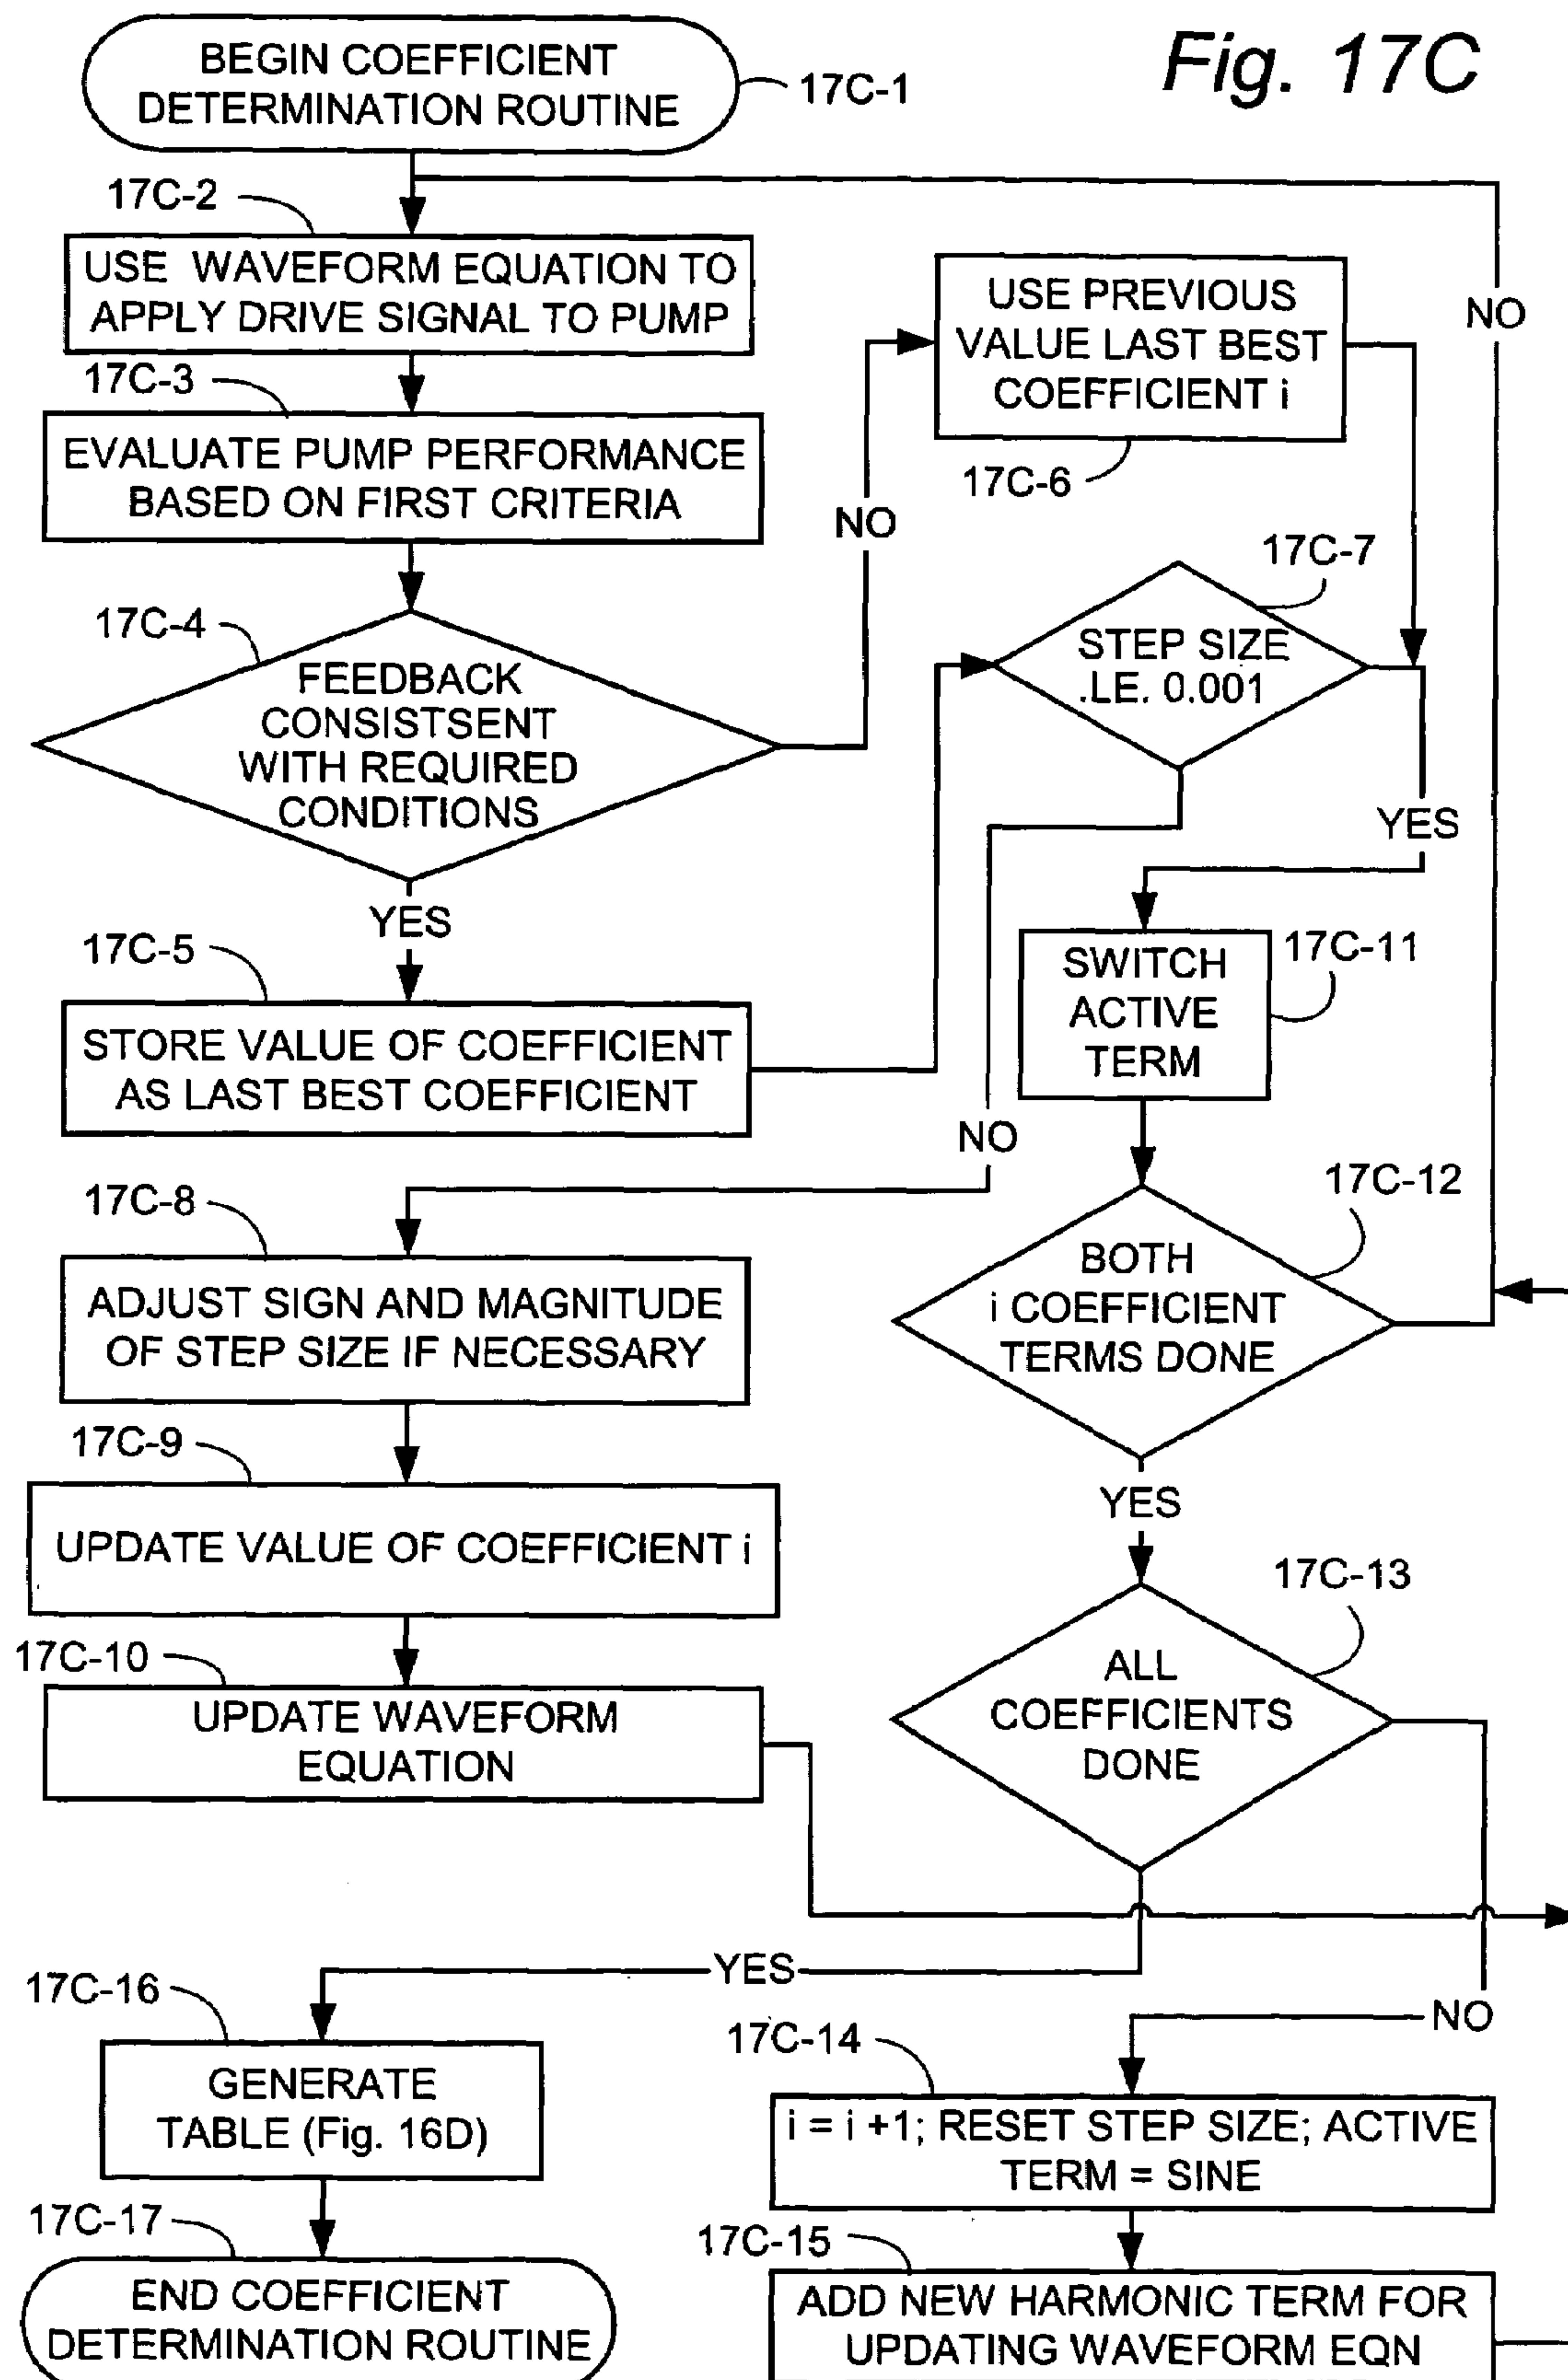 Fig. 17C
BEGIN COEFFICIENT
DETERMINATION ROUTINE
17C-1
17C-2
USE WAVEFORM EQUATION TO
APPLY DRIVE SIGNAL TO PUMP
17C-3
EVALUATE PUMP PERFORMANCE
BASED ON FIRST CRITERIA
17C-4
FEEDBACK
CONSISTSENT
WITH REQUIRED
CONDITIONS
NO
YES
17C-5
STORE VALUE OF COEFFICIENT
AS LAST BEST COEFFICIENT
USE PREVIOUS
VALUE LAST BEST
COEFFICIENT i
17C-6
NO
17C-7
STEP SIZE
.LE. 0.001
YES
NO
17C-8
ADJUST SIGN AND MAGNITUDE
OF STEP SIZE IF NECESSARY
17C-9
UPDATE VALUE OF COEFFICIENT i
17C-10
UPDATE WAVEFORM
EQUATION
SWITCH
ACTIVE
TERM
17C-11
17C-12
BOTH
i COEFFICIENT
TERMS DONE
YES
17C-13
ALL
COEFFICIENTS
DONE
YES
NO
17C-14
i = i +1; RESET STEP SIZE; ACTIVE
TERM = SINE
17C-15
ADD NEW HARMONIC TERM FOR
UPDATING WAVEFORM EQN
17C-16
GENERATE
TABLE (Fig. 16D)
17C-17
END COEFFICIENT
DETERMINATION ROUTINE